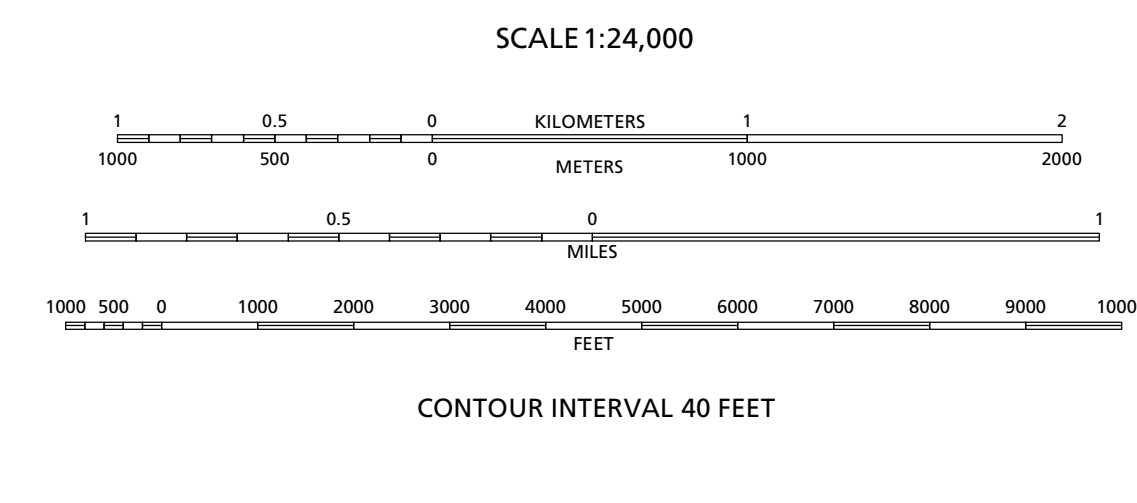 SCALE 1:24,000
1 0.5 0 KILOMETERS 1 2
1000 500 0 METERS 1000 2000
1 0.5 0 1
MILES
1000 500 0 1000 2000 3000 4000 5000 6000 7000 8000 9000 1000
FEET
CONTOUR INTERVAL 40 FEET